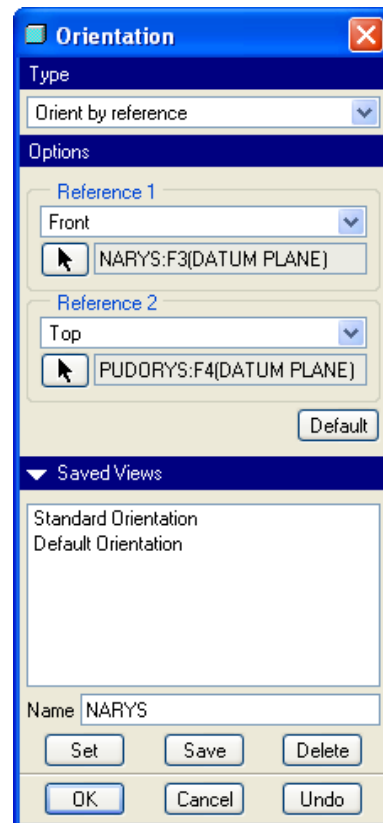 Orientation
Type
Orient by reference
Options
Reference 1
Front
NARYS:F3(DATUM PLANE)
Reference 2
Top
PUDORYS:F4(DATUM PLANE)
Default
Saved Views
Standard Orientation
Default Orientation
Name NARYS
Set Save Delete
OK Cancel Undo